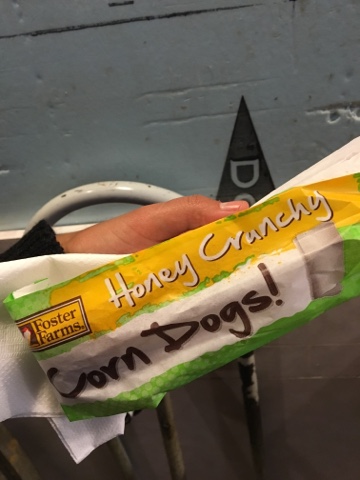 Honey Crunchy
Foster
Farms®
Corn Dogs!
D